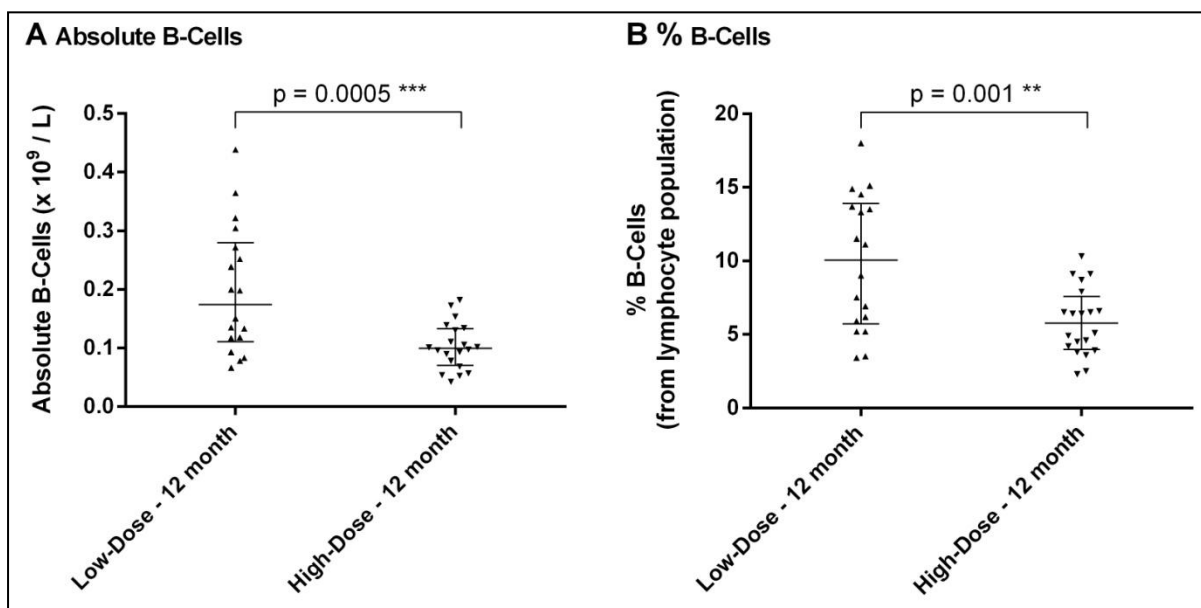 A Absolute B-Cells
p = 0.0005 ***
Absolute B-Cells (x 10⁹ / L)
0.5
0.4
0.3
0.2
0.1
0.0
Low-Dose - 12 month
High-Dose - 12 month
B % B-Cells
p = 0.001 **
% B-Cells
(from lymphocyte population)
20
15
10
5
0
Low-Dose - 12 month
High-Dose - 12 month